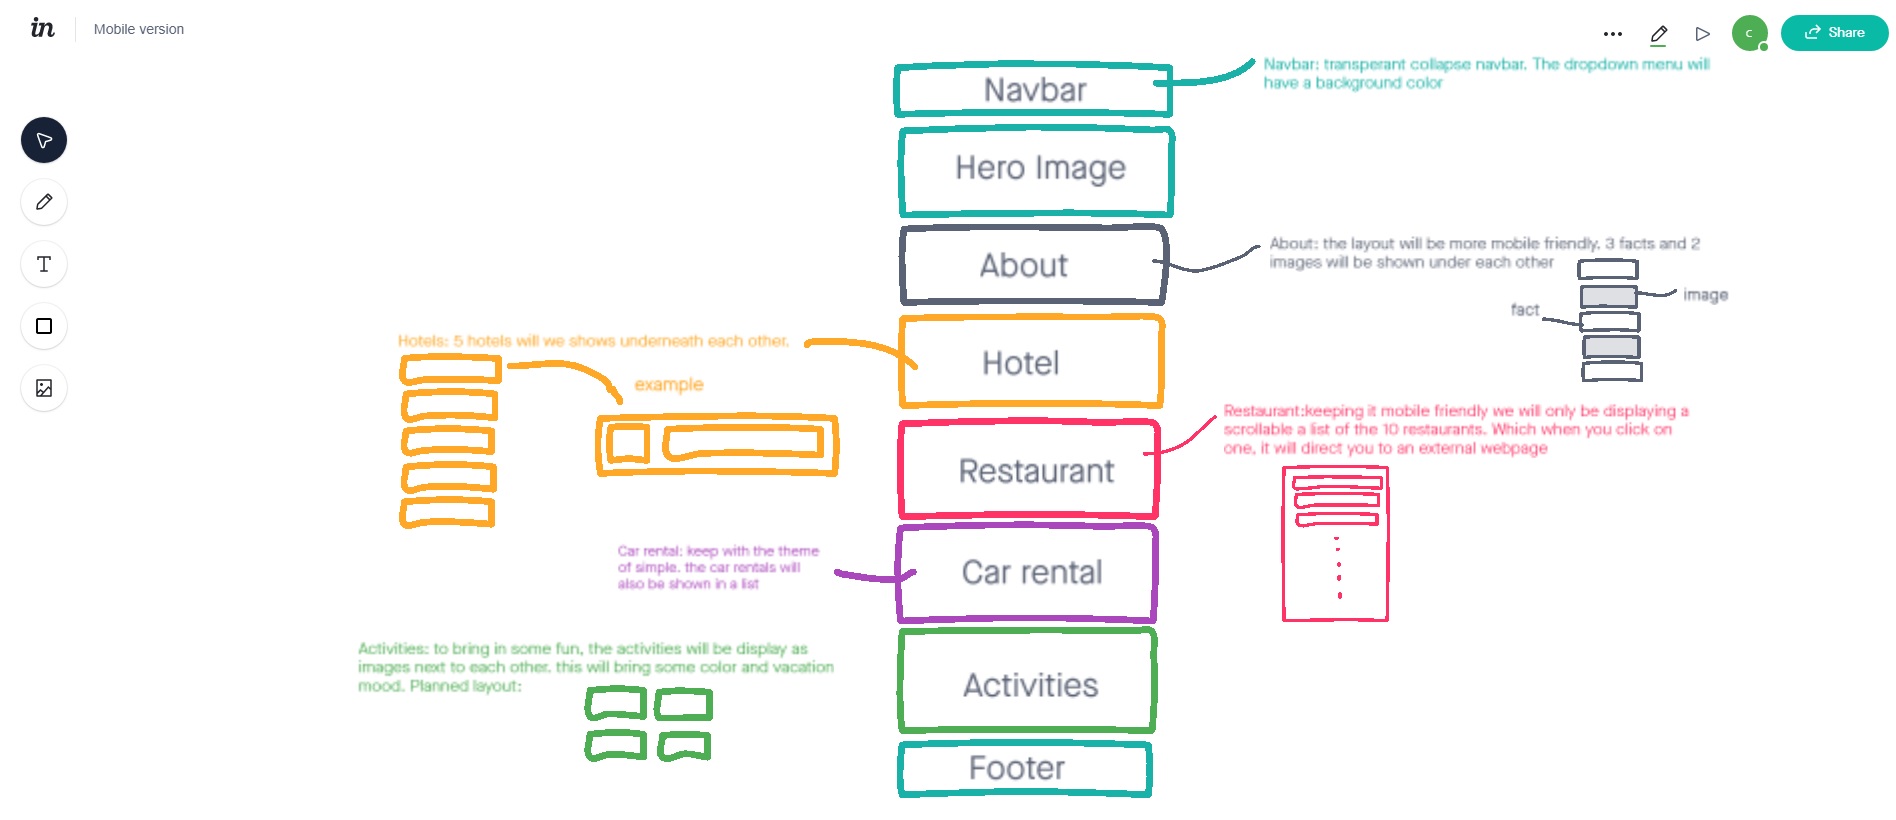 in
Mobile version
C
Share
T
Navbar
Navbar: transperant collapse navbar. The dropdown menu will
have a background color
Hero Image
About
About: the layout will be more mobile friendly. 3 facts and 2
images will be shown under each other
image
fact
Hotels: 5 hotels will we shows underneath each other.
example
Hotel
Restaurant:keeping it mobile friendly we will only be displaying a
scrollable a list of the 10 restaurants. Which when you click on
one, it will direct you to an external webpage
Restaurant
Car rental: keep with the theme
of simple. the car rentals will
also be shown in a list
Car rental
Activities: to bring in some fun, the activities will be display as
images next to each other. this will bring some color and vacation
mood. Planned layout:
Activities
Footer